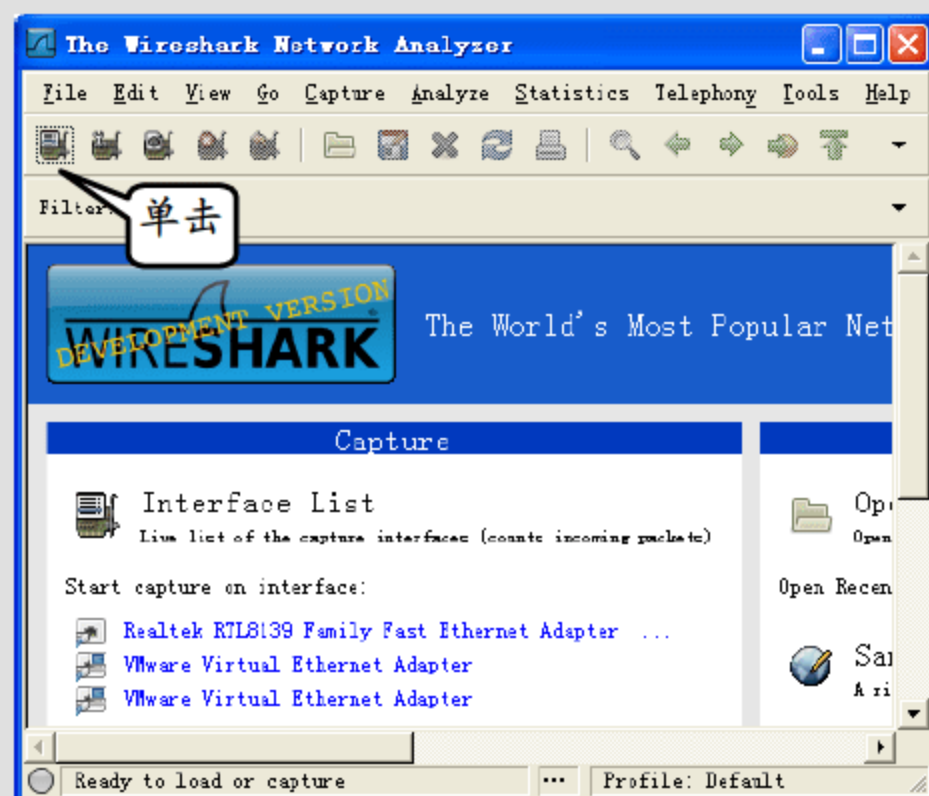 The Wireshark Network Analyzer
File Edit View Go Capture Analyze Statistics Telephony Tools Help
Filter:
单击
WIRESHARK
DEVELOPMENT VERSION
The World's Most Popular Net
Capture
Interface List
Live list of the capture interfaces (counts incoming packets)
Start capture on interface:
Realtek RTL8139 Family Fast Ethernet Adapter ...
VMware Virtual Ethernet Adapter
VMware Virtual Ethernet Adapter
Ope
Open
Open Recen
Sai
A ri
Ready to load or capture
... Profile: Default